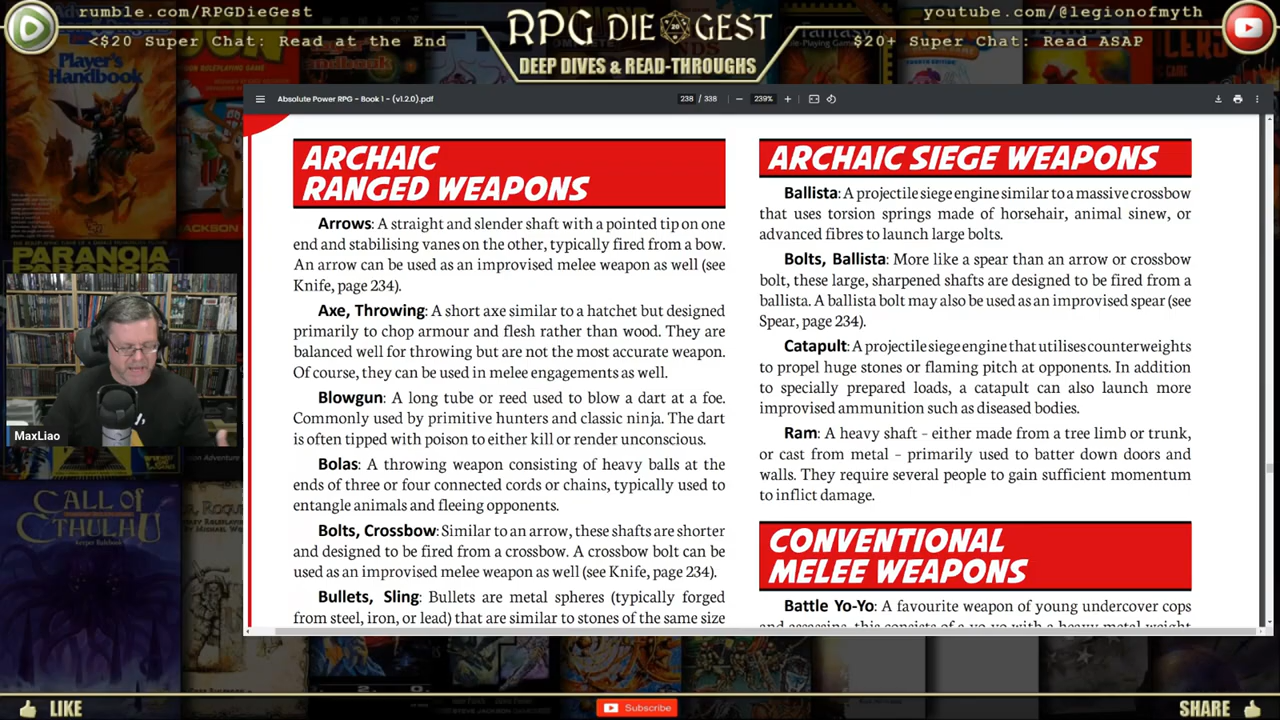 rumble.com/RPGDieGest
<$20 Super Chat: Read at the End
RPG DIE GEST
DEEP DIVES & READ-THROUGHS
youtube.com/@legionofmyth
$20+ Super Chat: Read ASAP
Player's
Handbook
PARANOIA
CALL OF
CTHULHU
MaxLiao
Absolute Power RPG – Book 1 – (v1.2.0).pdf
238 / 338
239%
ARCHAIC
RANGED WEAPONS
Arrows: A straight and slender shaft with a pointed tip on one
end and stabilising vanes on the other, typically fired from a bow.
An arrow can be used as an improvised melee weapon as well (see
Knife, page 234).
Axe, Throwing: A short axe similar to a hatchet but designed
primarily to chop armour and flesh rather than wood. They are
balanced well for throwing but are not the most accurate weapon.
Of course, they can be used in melee engagements as well.
Blowgun: A long tube or reed used to blow a dart at a foe.
Commonly used by primitive hunters and classic ninja. The dart
is often tipped with poison to either kill or render unconscious.
Bolas: A throwing weapon consisting of heavy balls at the
ends of three or four connected cords or chains, typically used to
entangle animals and fleeing opponents.
Bolts, Crossbow: Similar to an arrow, these shafts are shorter
and designed to be fired from a crossbow. A crossbow bolt can be
used as an improvised melee weapon as well (see Knife, page 234).
Bullets, Sling: Bullets are metal spheres (typically forged
from steel, iron, or lead) that are similar to stones of the same size
ARCHAIC SIEGE WEAPONS
Ballista: A projectile siege engine similar to a massive crossbow
that uses torsion springs made of horsehair, animal sinew, or
advanced fibres to launch large bolts.
Bolts, Ballista: More like a spear than an arrow or crossbow
bolt, these large, sharpened shafts are designed to be fired from a
ballista. A ballista bolt may also be used as an improvised spear (see
Spear, page 234).
Catapult: A projectile siege engine that utilises counterweights
to propel huge stones or flaming pitch at opponents. In addition
to specially prepared loads, a catapult can also launch more
improvised ammunition such as diseased bodies.
Ram: A heavy shaft – either made from a tree limb or trunk,
or cast from metal – primarily used to batter down doors and
walls. They require several people to gain sufficient momentum
to inflict damage.
CONVENTIONAL
MELEE WEAPONS
Battle Yo-Yo: A favourite weapon of young undercover cops
and assassins, this consists of a yo-yo with a heavy metal weight
LIKE
Subscribe
SHARE